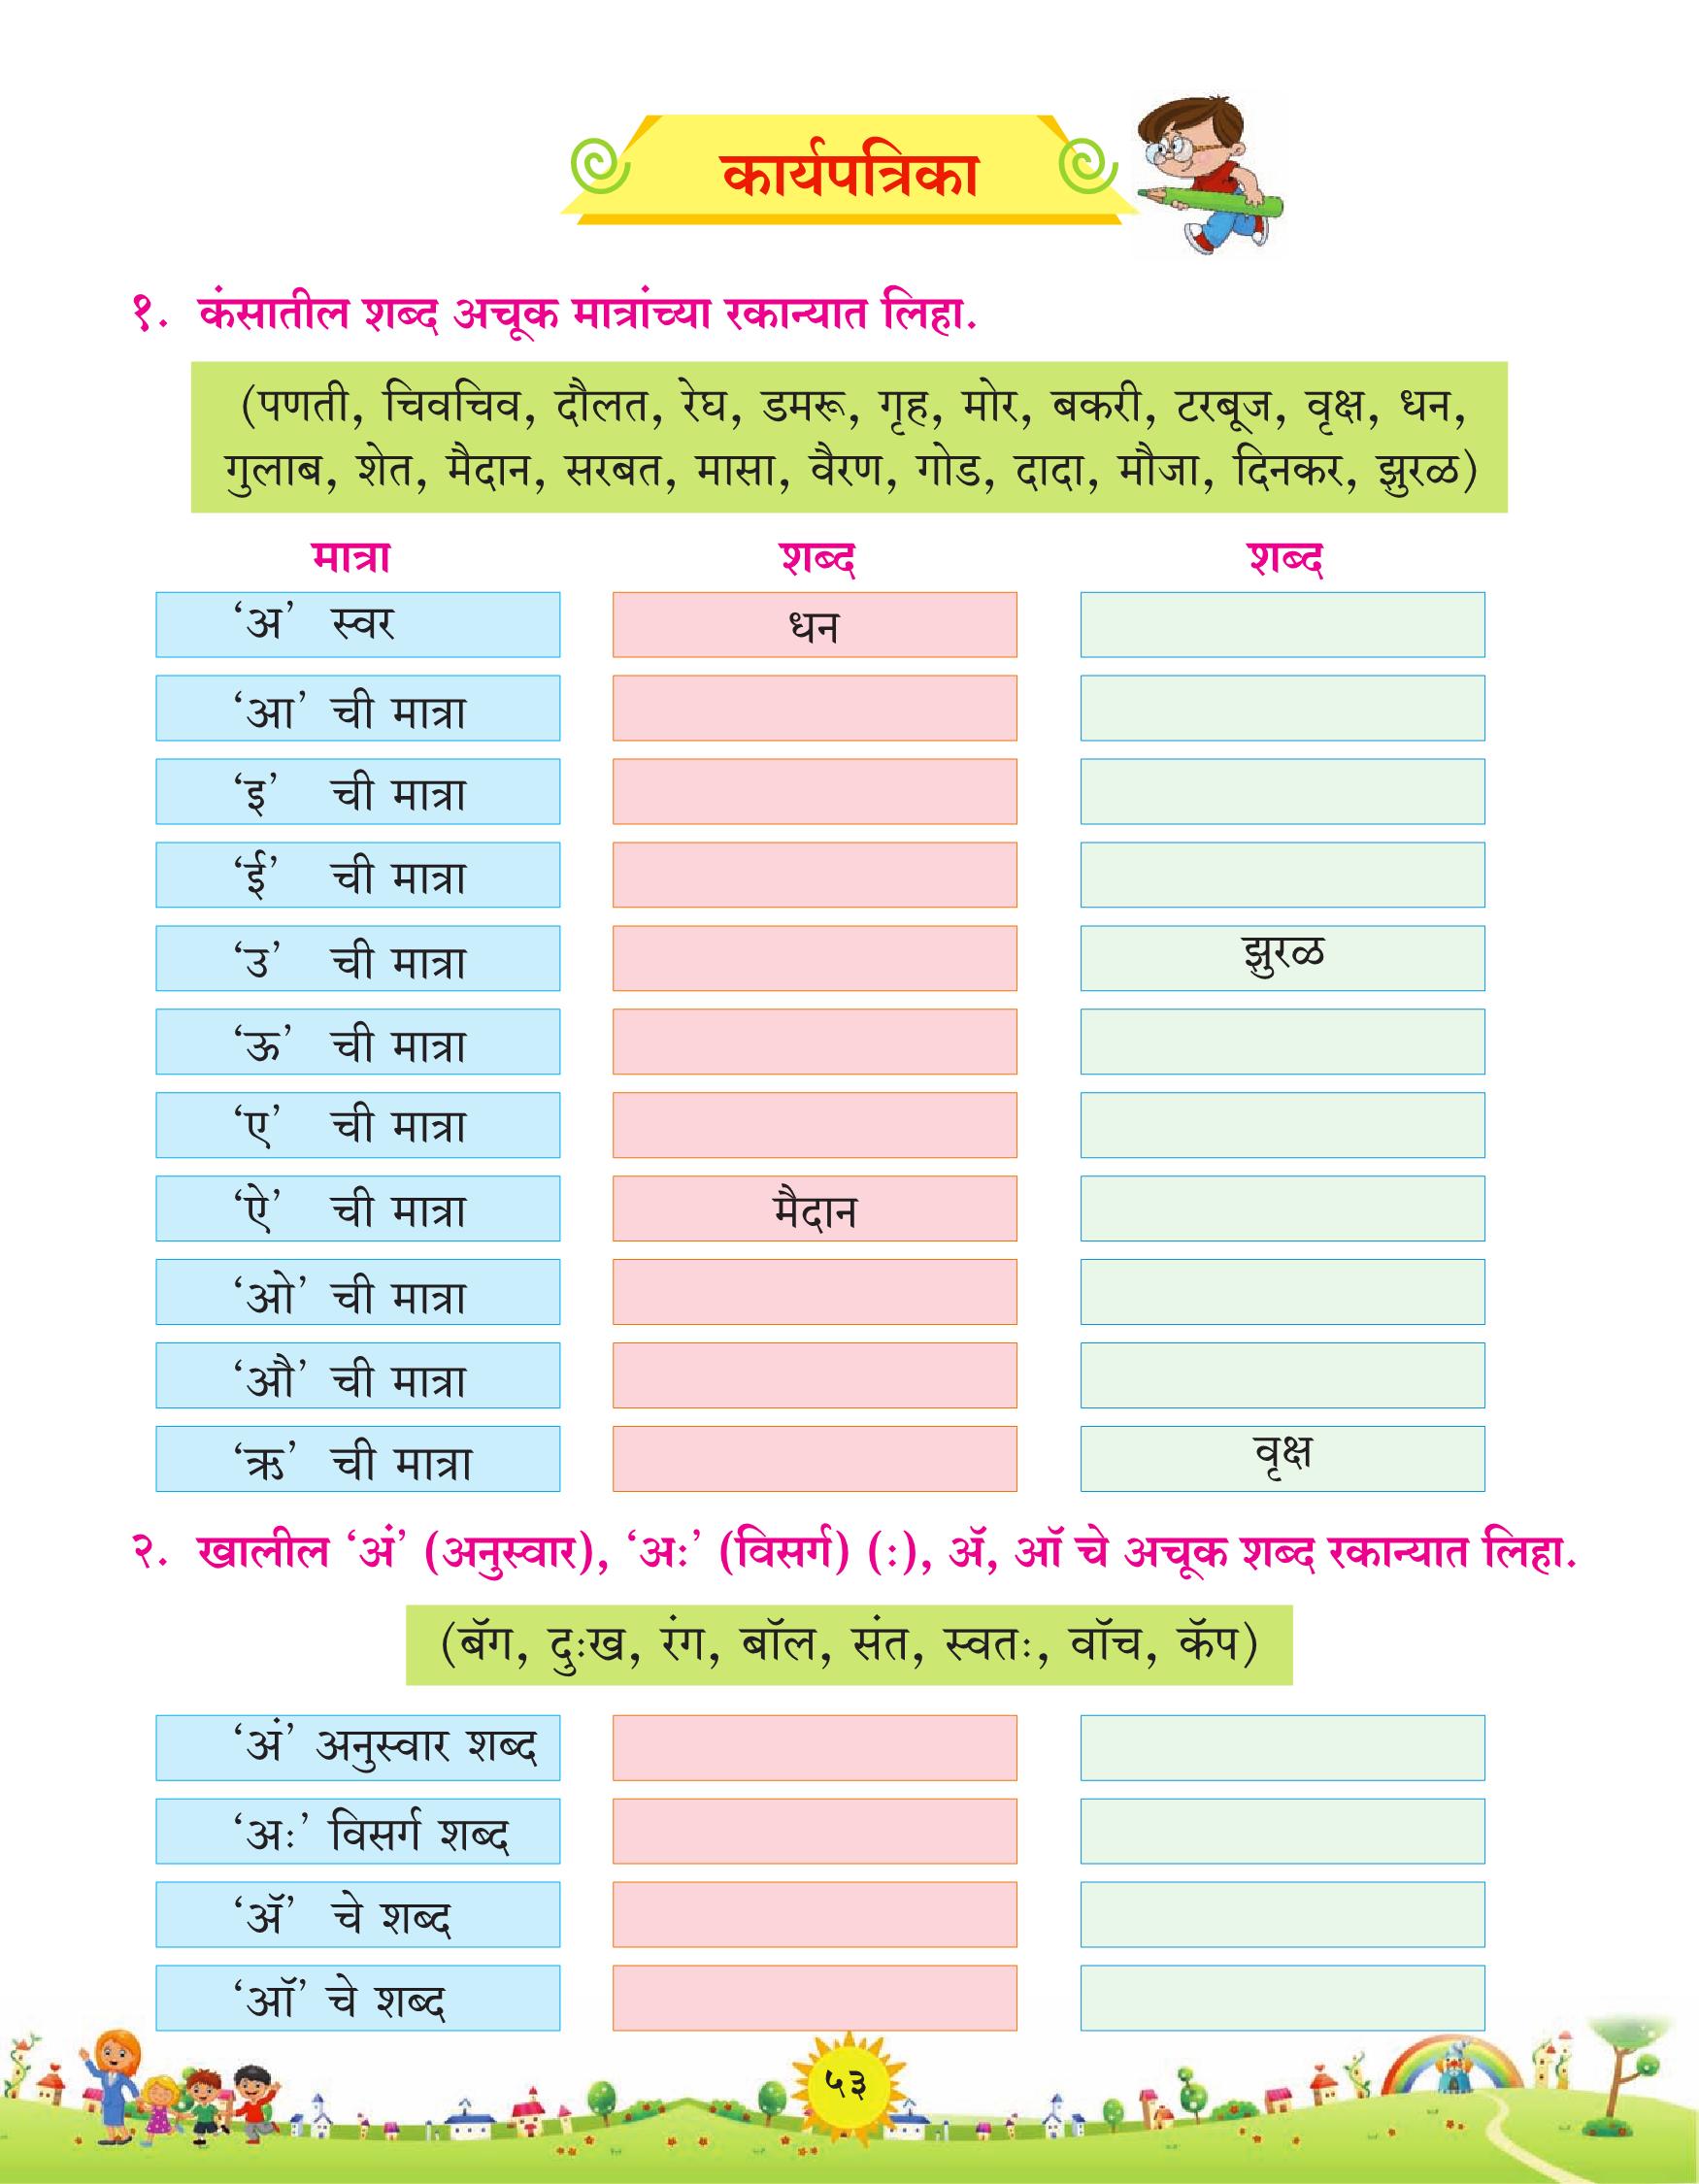 कार्यपत्रिका
१. कंसातील शब्द अचूक मात्रांच्या रकान्यात लिहा.
(पणती, चिवचिव, दौलत, रेघ, डमरू, गृह, मोर, बकरी, टरबूज, वृक्ष, धन,
गुलाब, शेत, मैदान, सरबत, मासा, वैरण, गोड, दादा, मौजा, दिनकर, झुरळ)
मात्रा शब्द शब्द
‘अ’ स्वर धन
‘आ’ ची मात्रा
‘इ’ ची मात्रा
‘ई’ ची मात्रा
‘उ’ ची मात्रा झुरळ
‘ऊ’ ची मात्रा
‘ए’ ची मात्रा
‘ऐ’ ची मात्रा मैदान
‘ओ’ ची मात्रा
‘औ’ ची मात्रा
‘ऋ’ ची मात्रा वृक्ष
२. खालील ‘अं’ (अनुस्वार), ‘अः’ (विसर्ग) (ः), ॲ, ऑ चे अचूक शब्द रकान्यात लिहा.
(बॅग, दुःख, रंग, बॉल, संत, स्वतः, वॉच, कॅप)
‘अं’ अनुस्वार शब्द
‘अः’ विसर्ग शब्द
‘ॲ’ चे शब्द
‘ऑ’ चे शब्द
५३